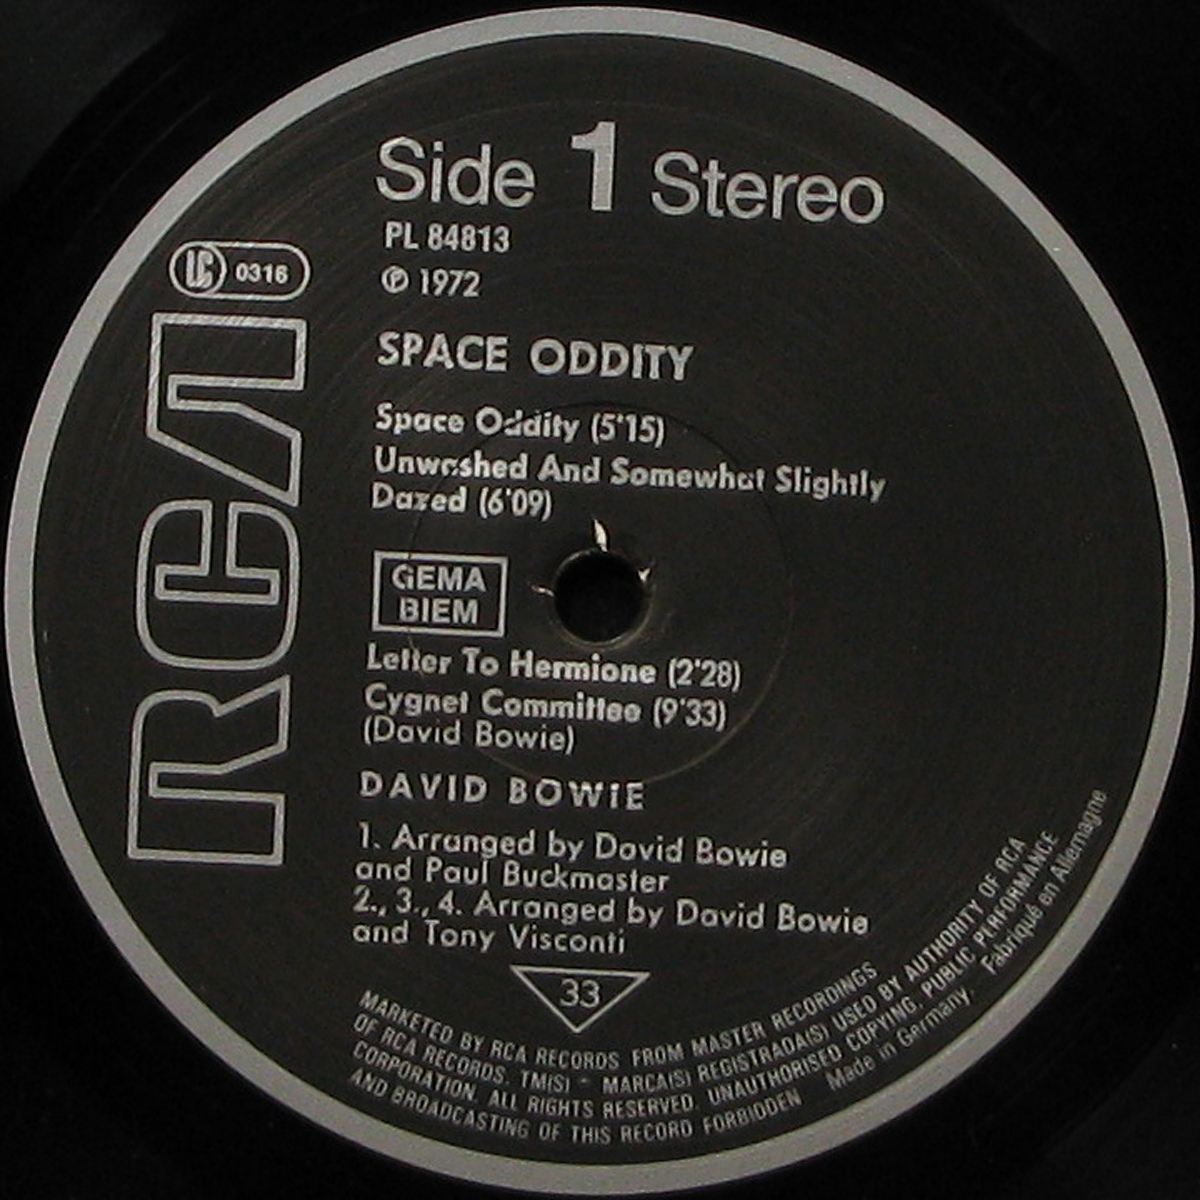 Side 1 Stereo
PL 84813
℗ 1972
LC 0316
RCA
SPACE ODDITY
Space Oddity (5'15)
Unwashed And Somewhat Slightly
Dazed (6'09)
GEMA
BIEM
Letter To Hermione (2'28)
Cygnet Committee (9'33)
(David Bowie)
DAVID BOWIE
1. Arranged by David Bowie
and Paul Buckmaster
2., 3., 4. Arranged by David Bowie
and Tony Visconti
33
MARKETED BY RCA RECORDS FROM MASTER RECORDINGS
OF RCA RECORDS. TM(S) ® MARCA(S) REGISTRADA(S) USED BY AUTHORITY OF RCA
CORPORATION. ALL RIGHTS RESERVED. UNAUTHORISED COPYING, PUBLIC PERFORMANCE
AND BROADCASTING OF THIS RECORD FORBIDDEN Made in Germany. Fabriqué en Allemagne